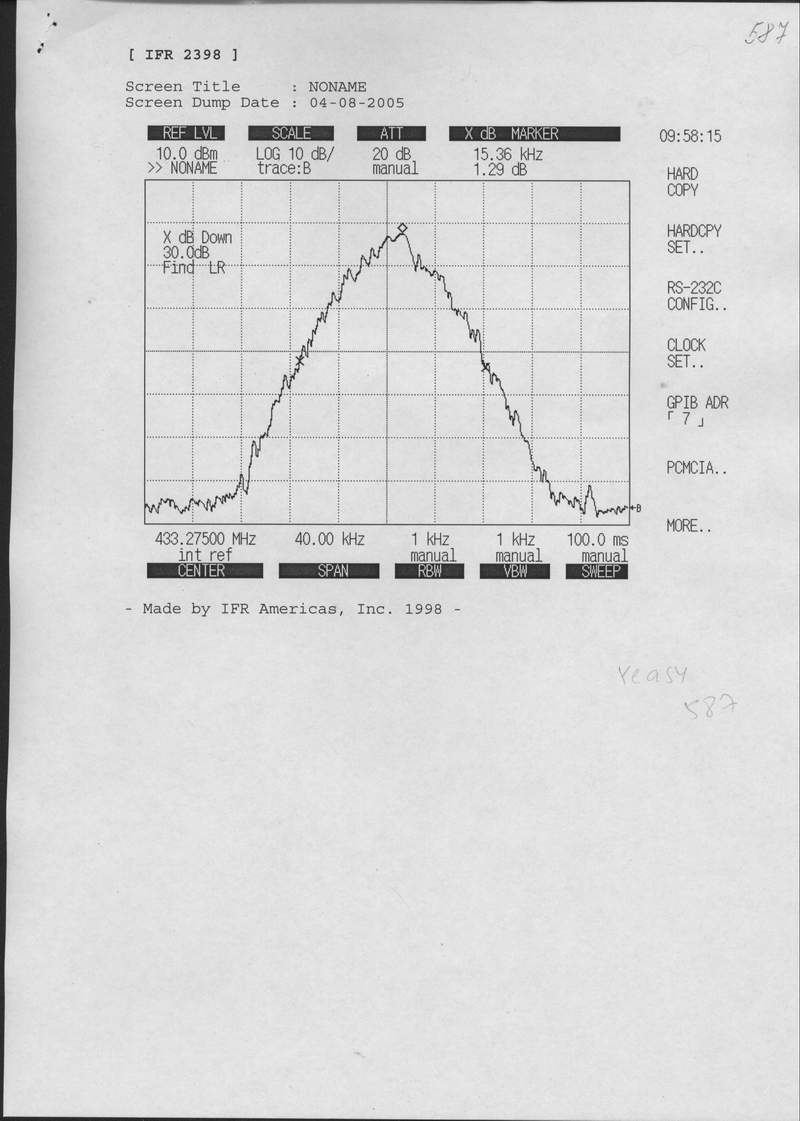 587
[ IFR 2398 ]
Screen Title : NONAME
Screen Dump Date : 04-08-2005
REF LVL SCALE ATT X dB MARKER 09:58:15
10.0 dBm LOG 10 dB/ 20 dB 15.36 kHz
>> NONAME trace:B manual 1.29 dB
HARD
COPY
X dB Down
30.0dB
Find LR
HARDCPY
SET..
RS-232C
CONFIG..
CLOCK
SET..
GPIB ADR
「 7 」
PCMCIA..
←B
MORE..
433.27500 MHz 40.00 kHz 1 kHz 1 kHz 100.0 ms
int ref manual manual manual
CENTER SPAN RBW VBW SWEEP
- Made by IFR Americas, Inc. 1998 -
Yeasy
587